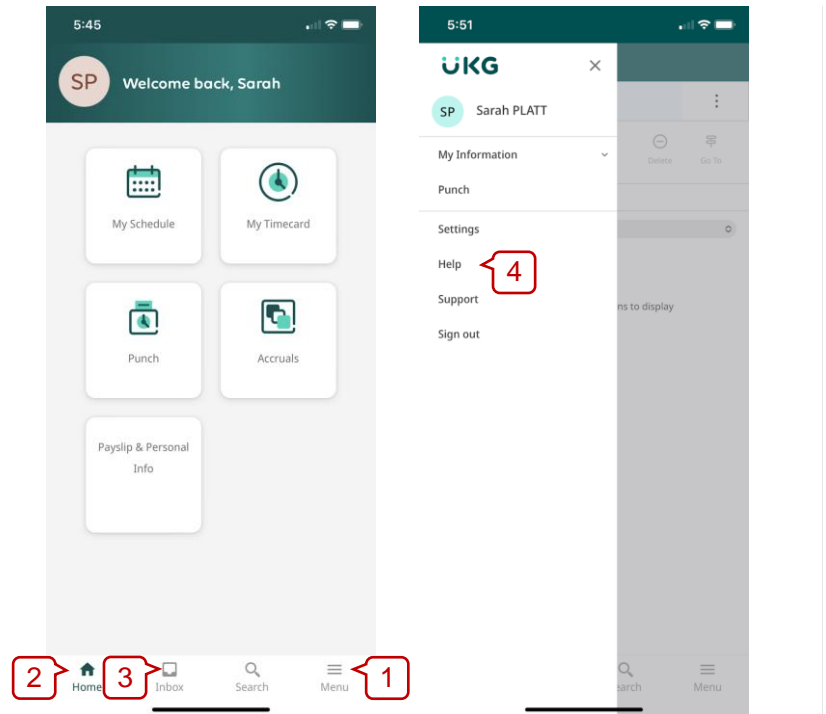 5:45
SP
Welcome back, Sarah
My Schedule
My Timecard
Punch
Accruals
Payslip & Personal
Info
2
Home
3
Inbox
Search
Menu
1
5:51
UKG
SP
Sarah PLATT
My Information
Punch
Settings
Help
4
Support
Sign out
Delete
Go To
ns to display
earch
Menu